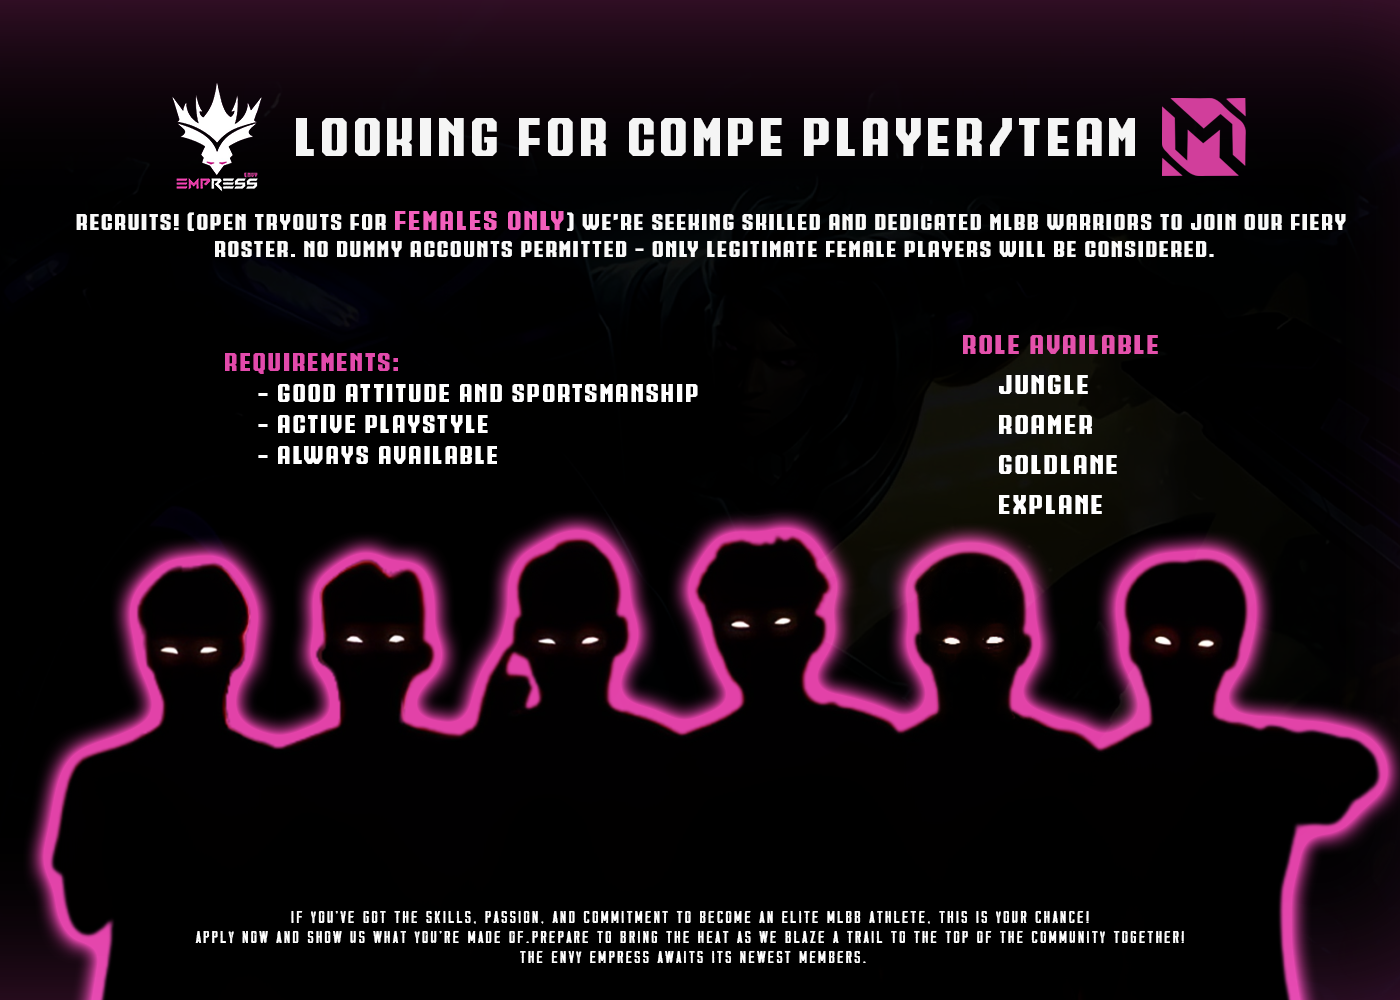 LOOKING FOR COMPE PLAYER/TEAM
ENVY
EMPRESS
RECRUITS! (OPEN TRYOUTS FOR FEMALES ONLY) WE'RE SEEKING SKILLED AND DEDICATED MLBB WARRIORS TO JOIN OUR FIERY
ROSTER. NO DUMMY ACCOUNTS PERMITTED - ONLY LEGITIMATE FEMALE PLAYERS WILL BE CONSIDERED.
REQUIREMENTS:
- GOOD ATTITUDE AND SPORTSMANSHIP
- ACTIVE PLAYSTYLE
- ALWAYS AVAILABLE
ROLE AVAILABLE
JUNGLE
ROAMER
GOLDLANE
EXPLANE
IF YOU'VE GOT THE SKILLS, PASSION, AND COMMITMENT TO BECOME AN ELITE MLBB ATHLETE, THIS IS YOUR CHANCE!
APPLY NOW AND SHOW US WHAT YOU'RE MADE OF.PREPARE TO BRING THE HEAT AS WE BLAZE A TRAIL TO THE TOP OF THE COMMUNITY TOGETHER!
THE ENVY EMPRESS AWAITS ITS NEWEST MEMBERS.